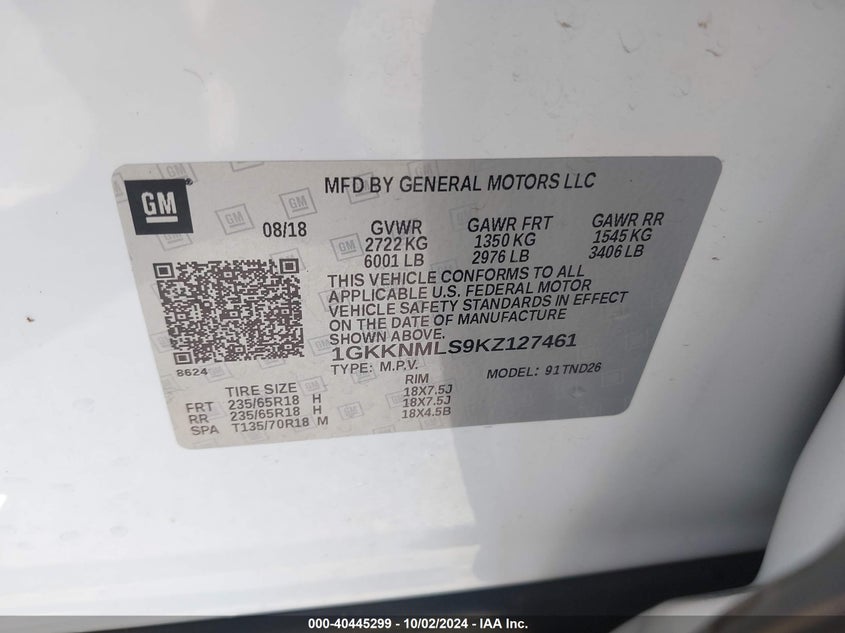 GM
MFD BY GENERAL MOTORS LLC
08/18 GVWR GAWR FRT GAWR RR
2722 KG 1350 KG 1545 KG
6001 LB 2976 LB 3406 LB
THIS VEHICLE CONFORMS TO ALL
APPLICABLE U.S. FEDERAL MOTOR
VEHICLE SAFETY STANDARDS IN EFFECT
ON THE DATE OF MANUFACTURE
SHOWN ABOVE.
1GKKNMLS9KZ127461
8624
TYPE: M.P.V. MODEL: 91TND26
TIRE SIZE RIM
FRT 235/65R18 H 18X7.5J
RR 235/65R18 H 18X7.5J
SPA T135/70R18 M 18X4.5B
000-40445299 - 10/02/2024 - IAA Inc.